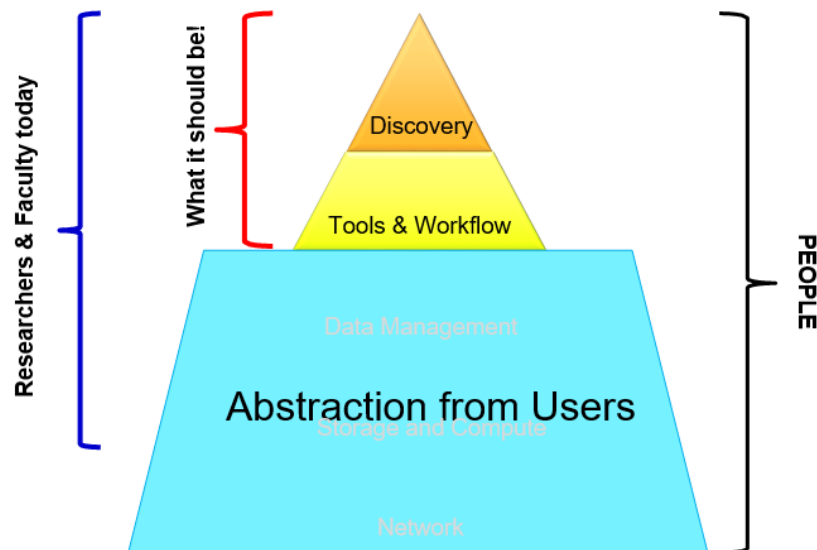 Researchers & Faculty today
What it should be!
Discovery
Tools & Workflow
Data Management
Abstraction from Users
Storage and Compute
Network
PEOPLE